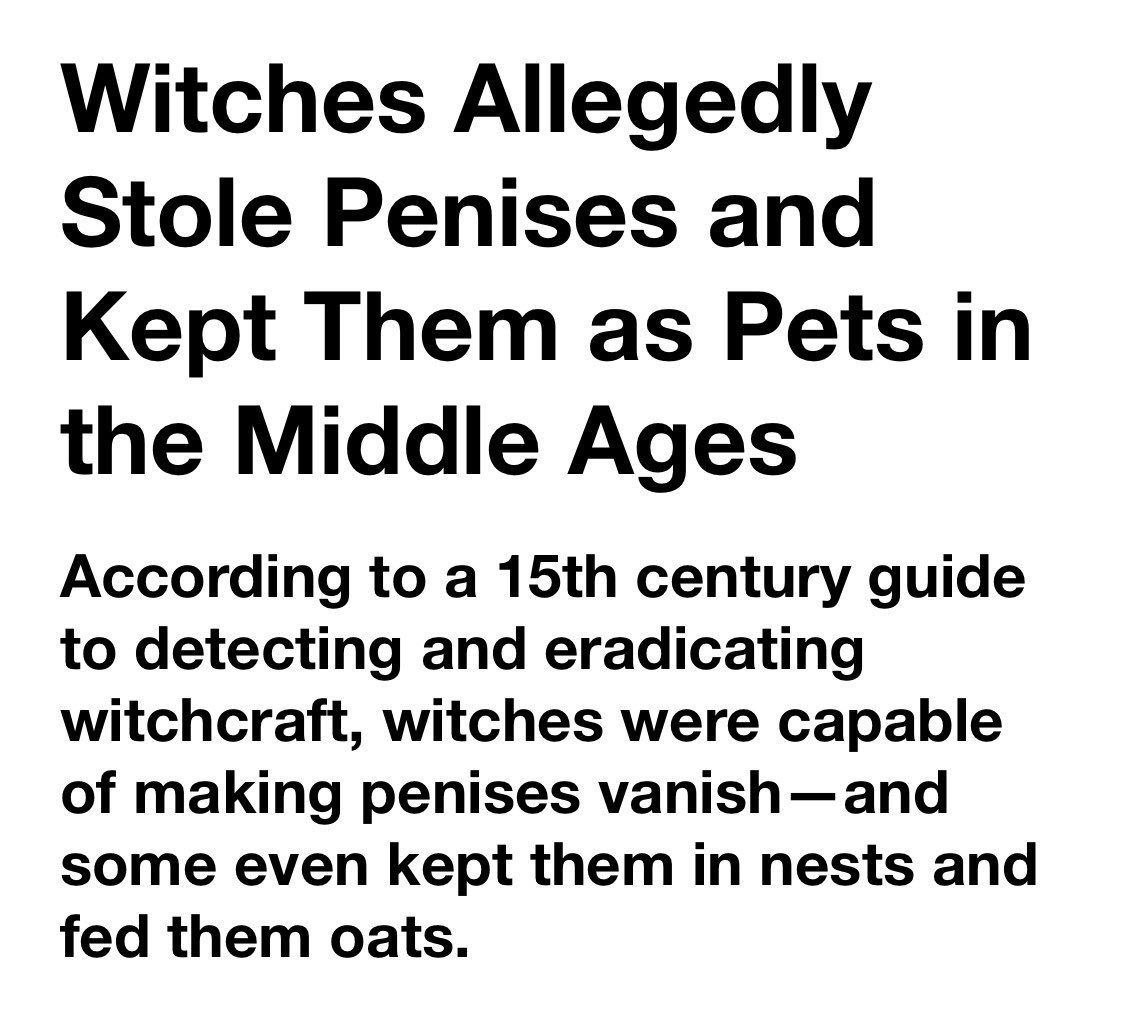 Witches Allegedly
Stole Penises and
Kept Them as Pets in
the Middle Ages
According to a 15th century guide
to detecting and eradicating
witchcraft, witches were capable
of making penises vanish—and
some even kept them in nests and
fed them oats.